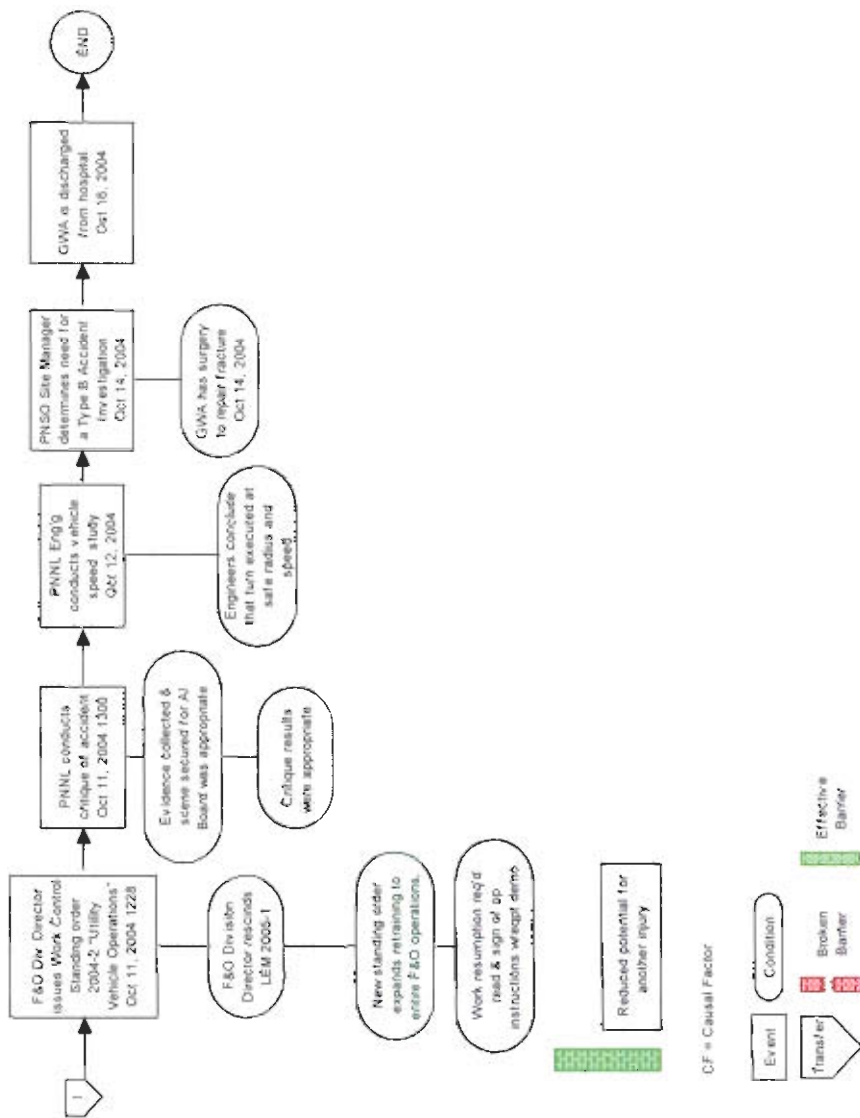 1
F&O Div Director
issues Work Control
Standing order
2004-2 "Utility
Vehicle Operations"
Oct 11, 2004 1228
F&O Division
Director rescinds
LEM 2005-1
New standing order
expands retraining to
entire F&O operations.
Work resumption req'd
read & sign of op
instructions w/eqpt demo
Reduced potential for
another injury
PNNL conducts
critique of accident
Oct 11, 2004 1300
Evidence collected &
scene secured for AI
Board was appropriate
Critique results
were appropriate
PNNL Eng'g
conducts vehicle
speed study
Oct 12, 2004
Engineers conclude
that turn executed at
safe radius and
speed
PNSO Site Manager
determines need for
a Type B Accident
Investigation
Oct 14, 2004
GWA has surgery
to repair fracture
Oct 14, 2004
GWA is discharged
from hospital
Oct 16, 2004
END
CF = Causal Factor
Event
Condition
Transfer
Broken
Barrier
Effective
Barrier